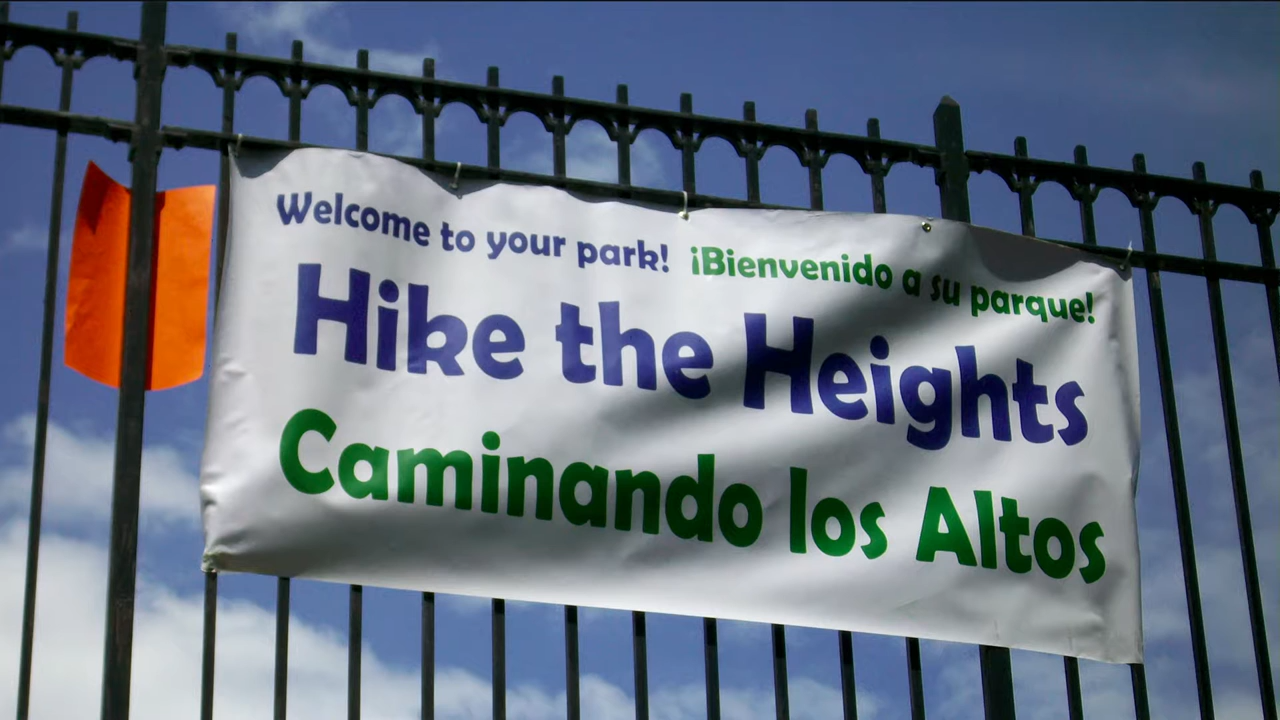 Welcome to your park! ¡Bienvenido a su parque!
Hike the Heights
Caminando los Altos